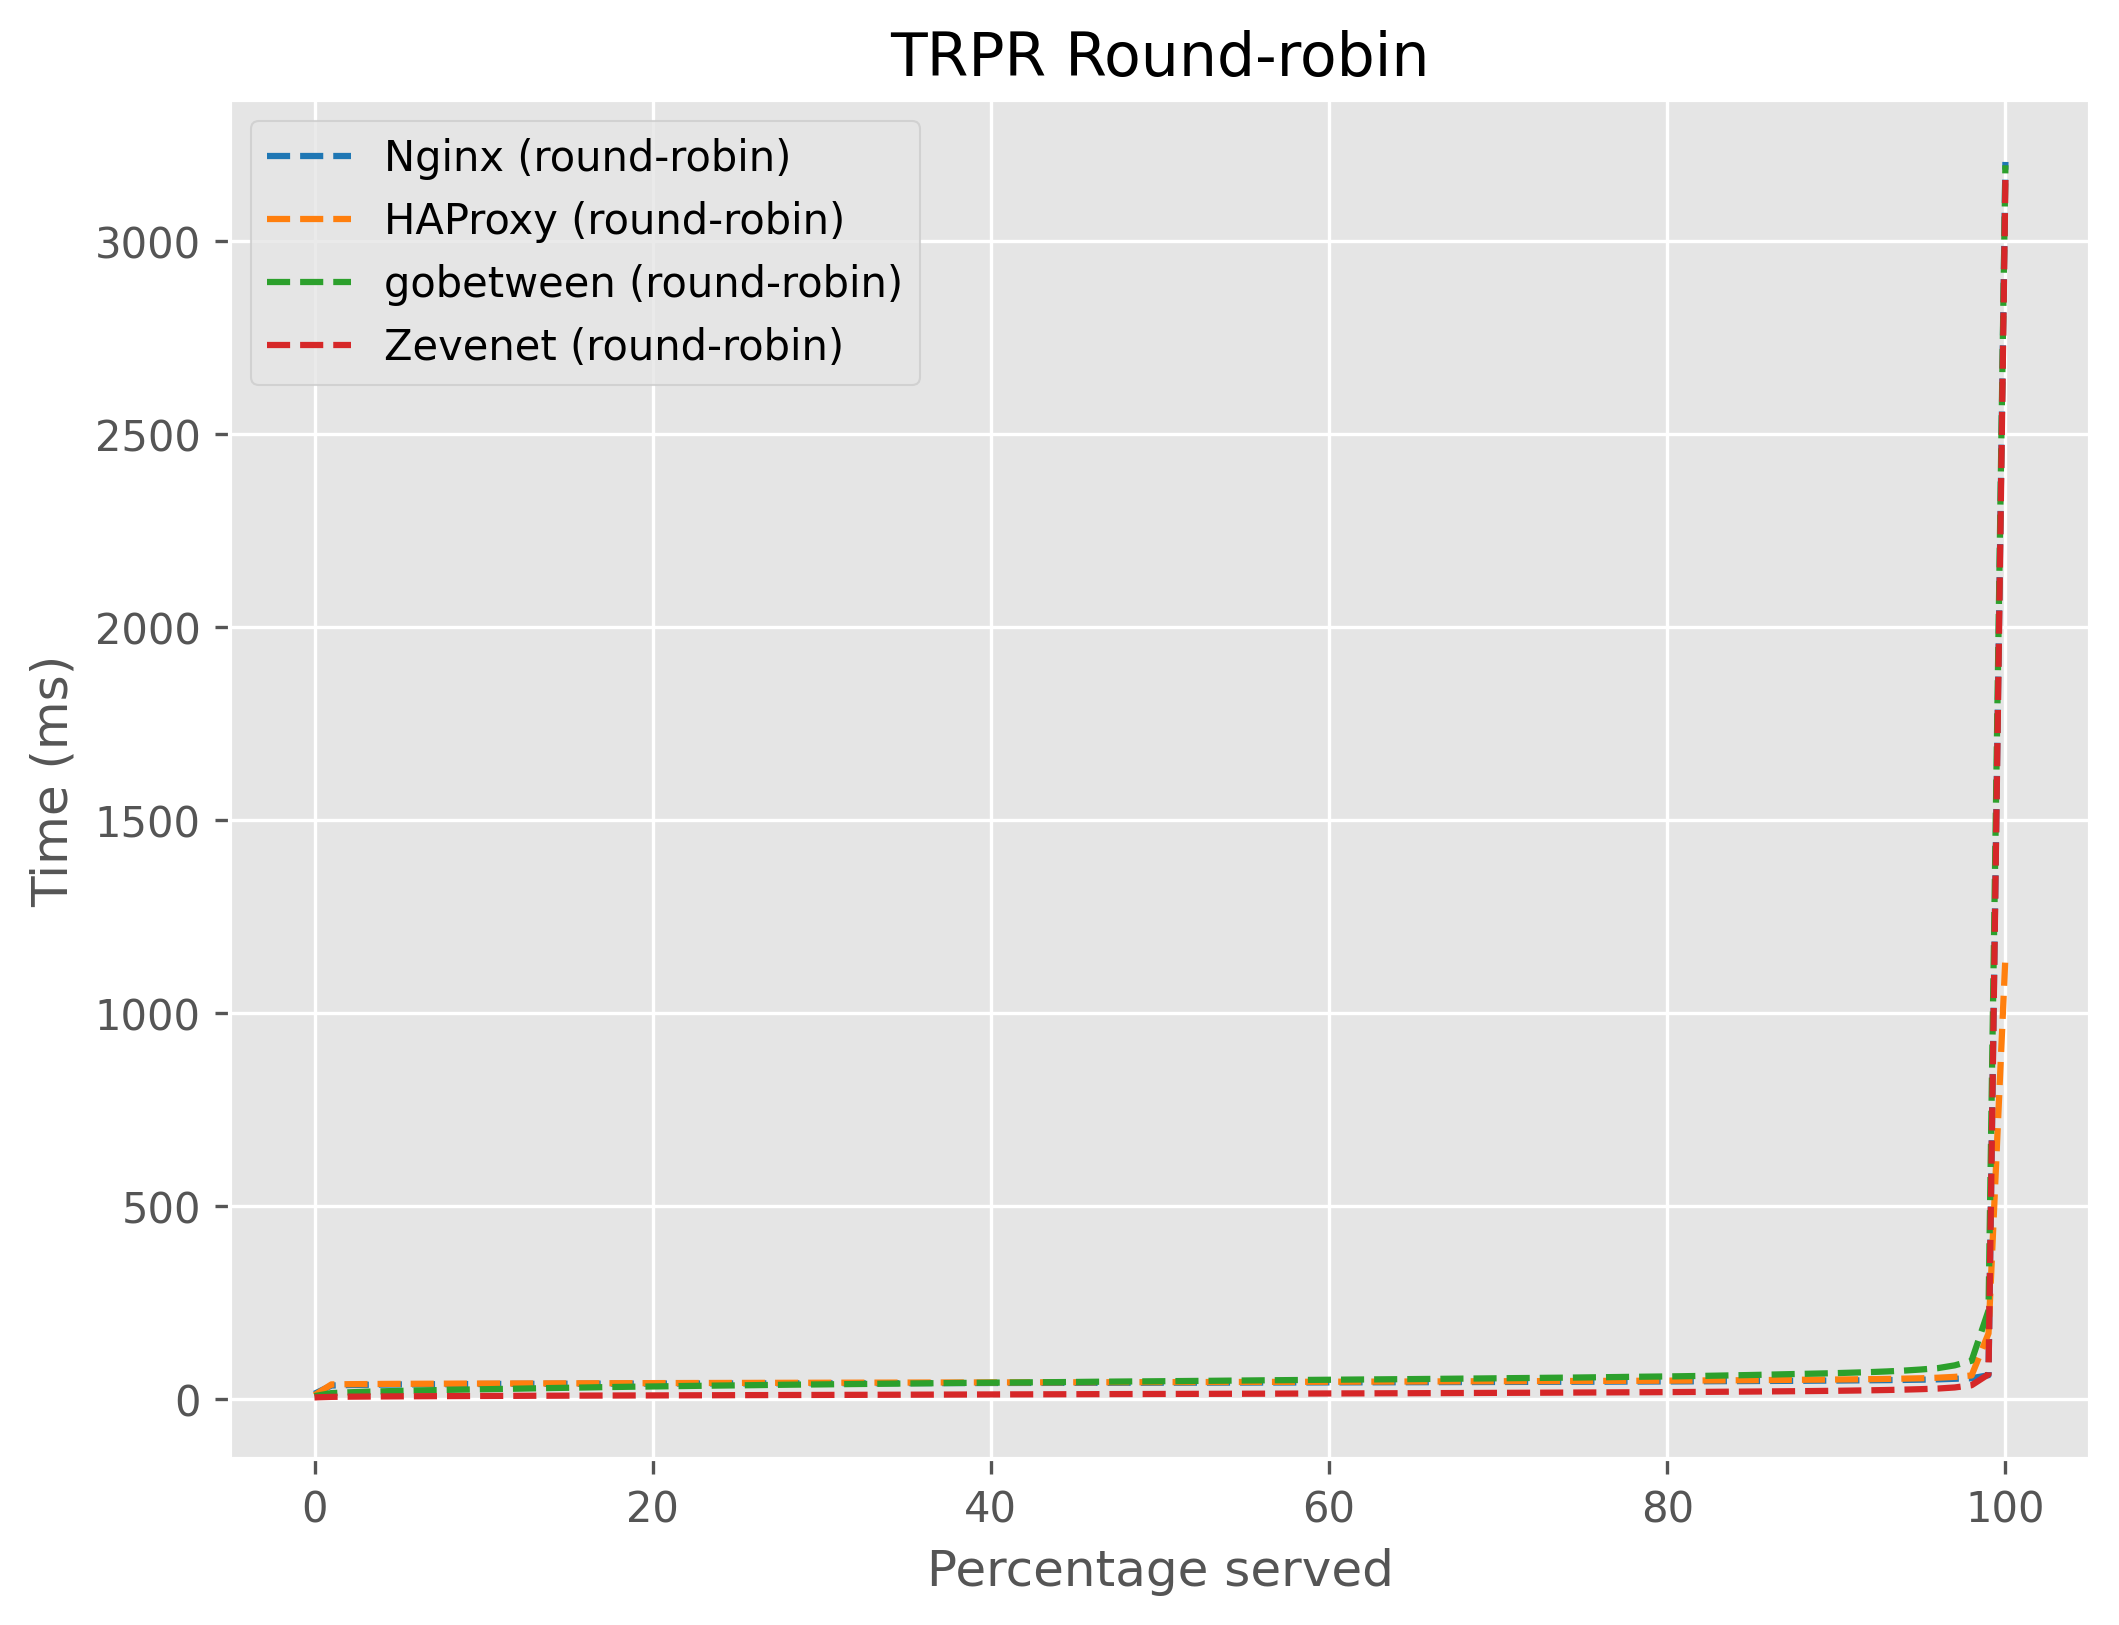 TRPR Round-robin
Nginx (round-robin)
HAProxy (round-robin)
gobetween (round-robin)
Zevenet (round-robin)
3000
2500
2000
1500
1000
500
0
Time (ms)
0 20 40 60 80 100
Percentage served